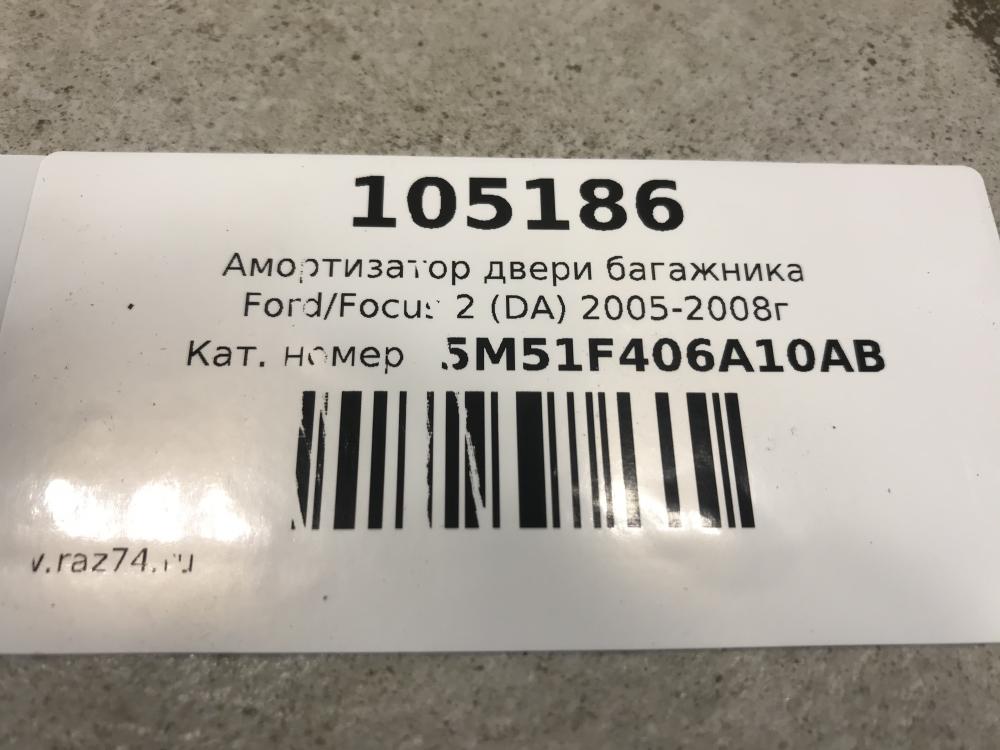 105186
Амортизатор двери багажника
Ford/Focus 2 (DA) 2005-2008г
Кат. номер 5M51F406A10AB
v.raz74.ru